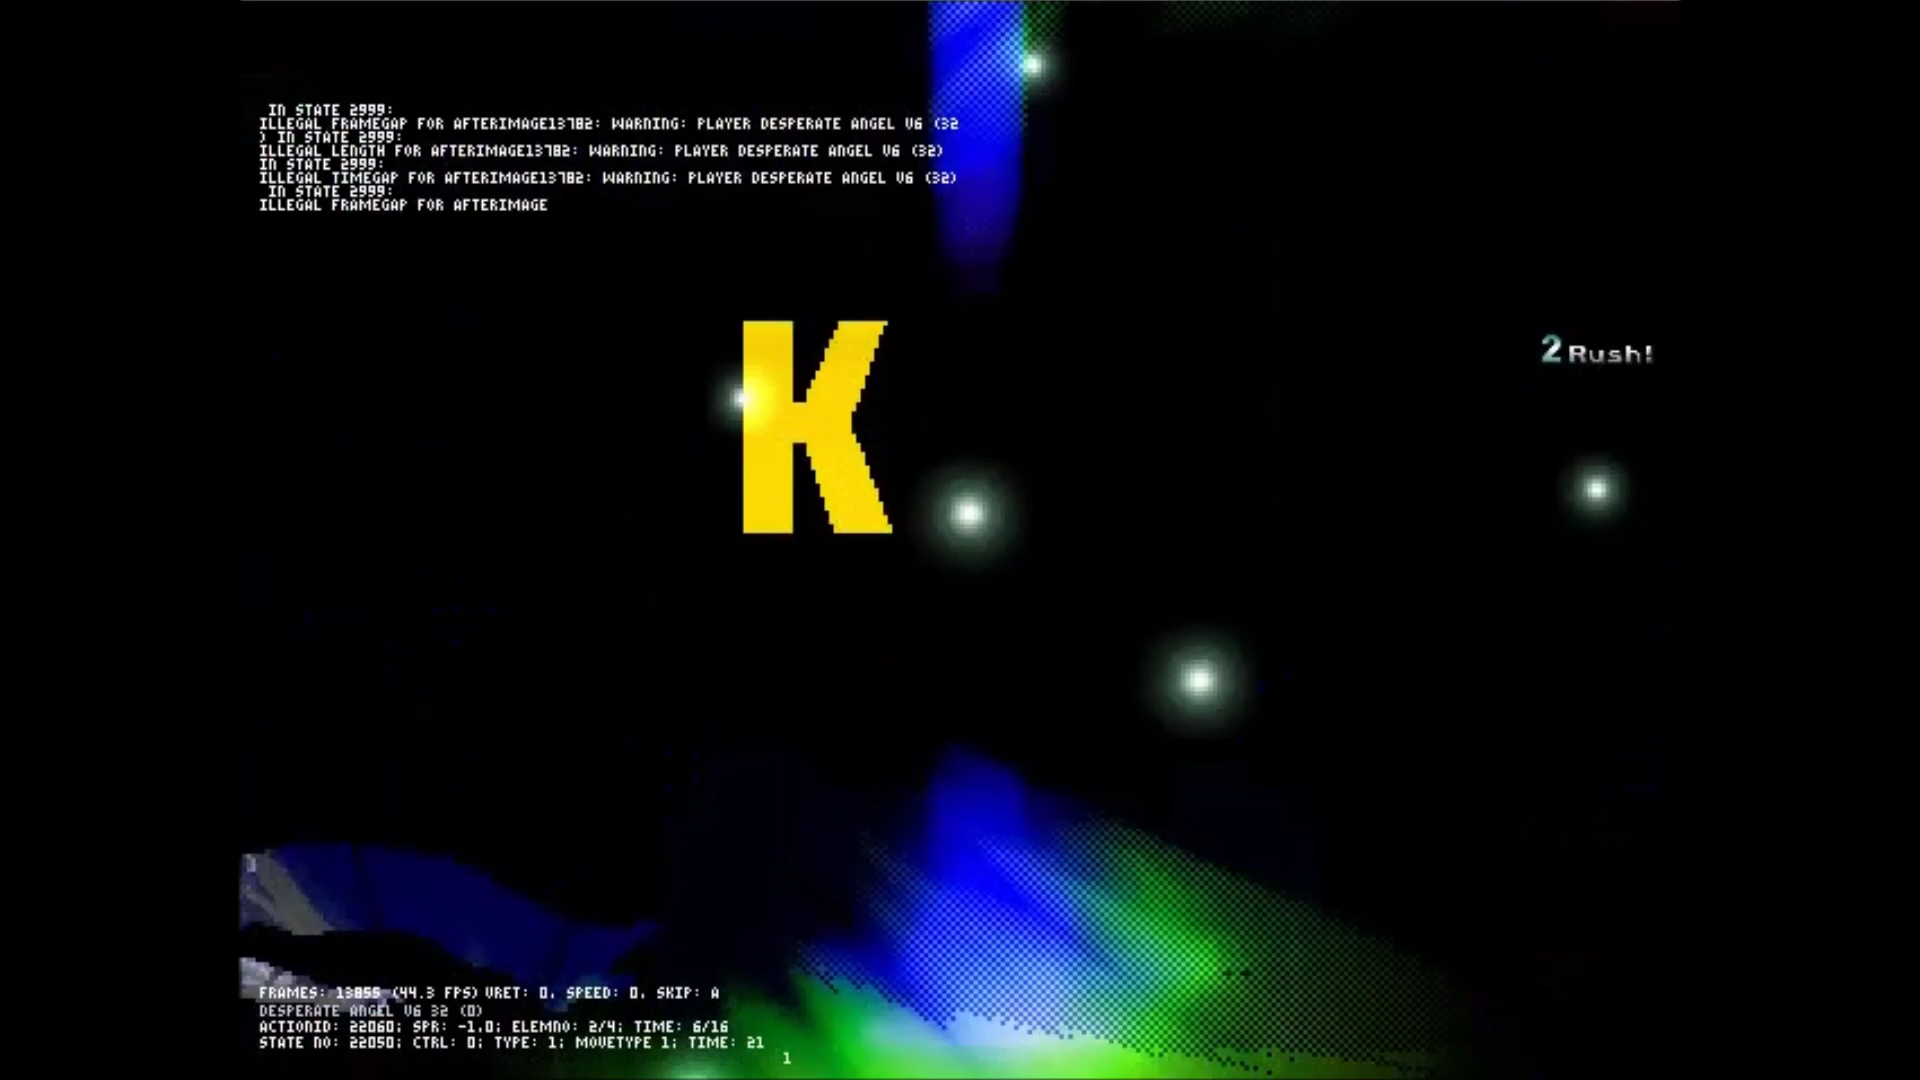 IN STATE 2999:
ILLEGAL FRAMEGAP FOR AFTERIMAGE13782: WARNING: PLAYER DESPERATE ANGEL V6 (32
) IN STATE 2999:
ILLEGAL LENGTH FOR AFTERIMAGE13782: WARNING: PLAYER DESPERATE ANGEL V6 (32)
IN STATE 2999:
ILLEGAL TIMEGAP FOR AFTERIMAGE13782: WARNING: PLAYER DESPERATE ANGEL V6 (32)
IN STATE 2999:
ILLEGAL FRAMEGAP FOR AFTERIMAGE
K
2 Rush!
FRAMES: 13855 (44.3 FPS) VRET: 0, SPEED: 0, SKIP: A
DESPERATE ANGEL V6 32 (0)
ACTIONID: 22060; SPR: -1,0; ELEMNO: 2/4; TIME: 6/16
STATE NO: 22050; CTRL: 0; TYPE: 1; MOVETYPE 1; TIME: 21
1